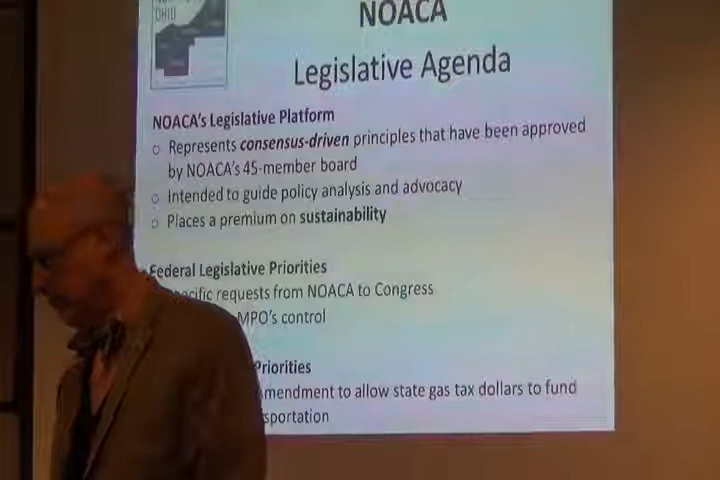 OHIO
NOACA
Legislative Agenda
NOACA's Legislative Platform
○ Represents consensus-driven principles that have been approved
by NOACA's 45-member board
○ Intended to guide policy analysis and advocacy
○ Places a premium on sustainability
Federal Legislative Priorities
requests from NOACA to Congress
MPO's control
Priorities
to allow state gas tax dollars to fund